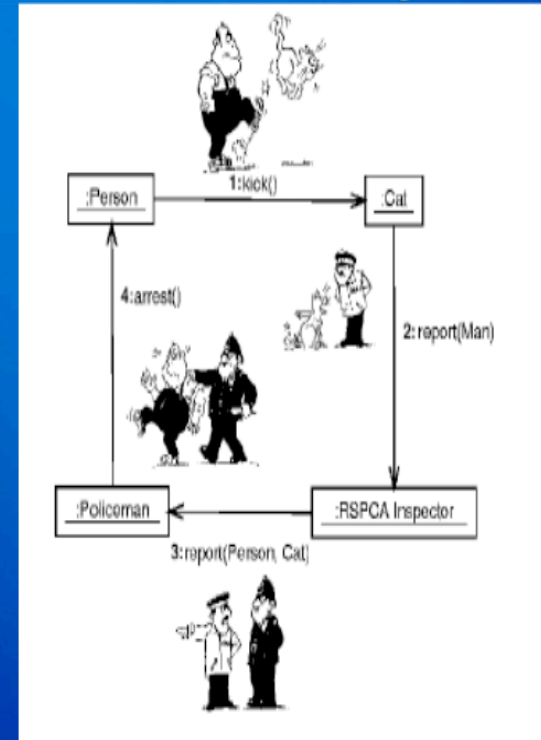 1:kick()
:Person
:Cat
4:arrest()
2:report(Man)
:Policeman
:RSPCA Inspector
3:report(Person, Cat)